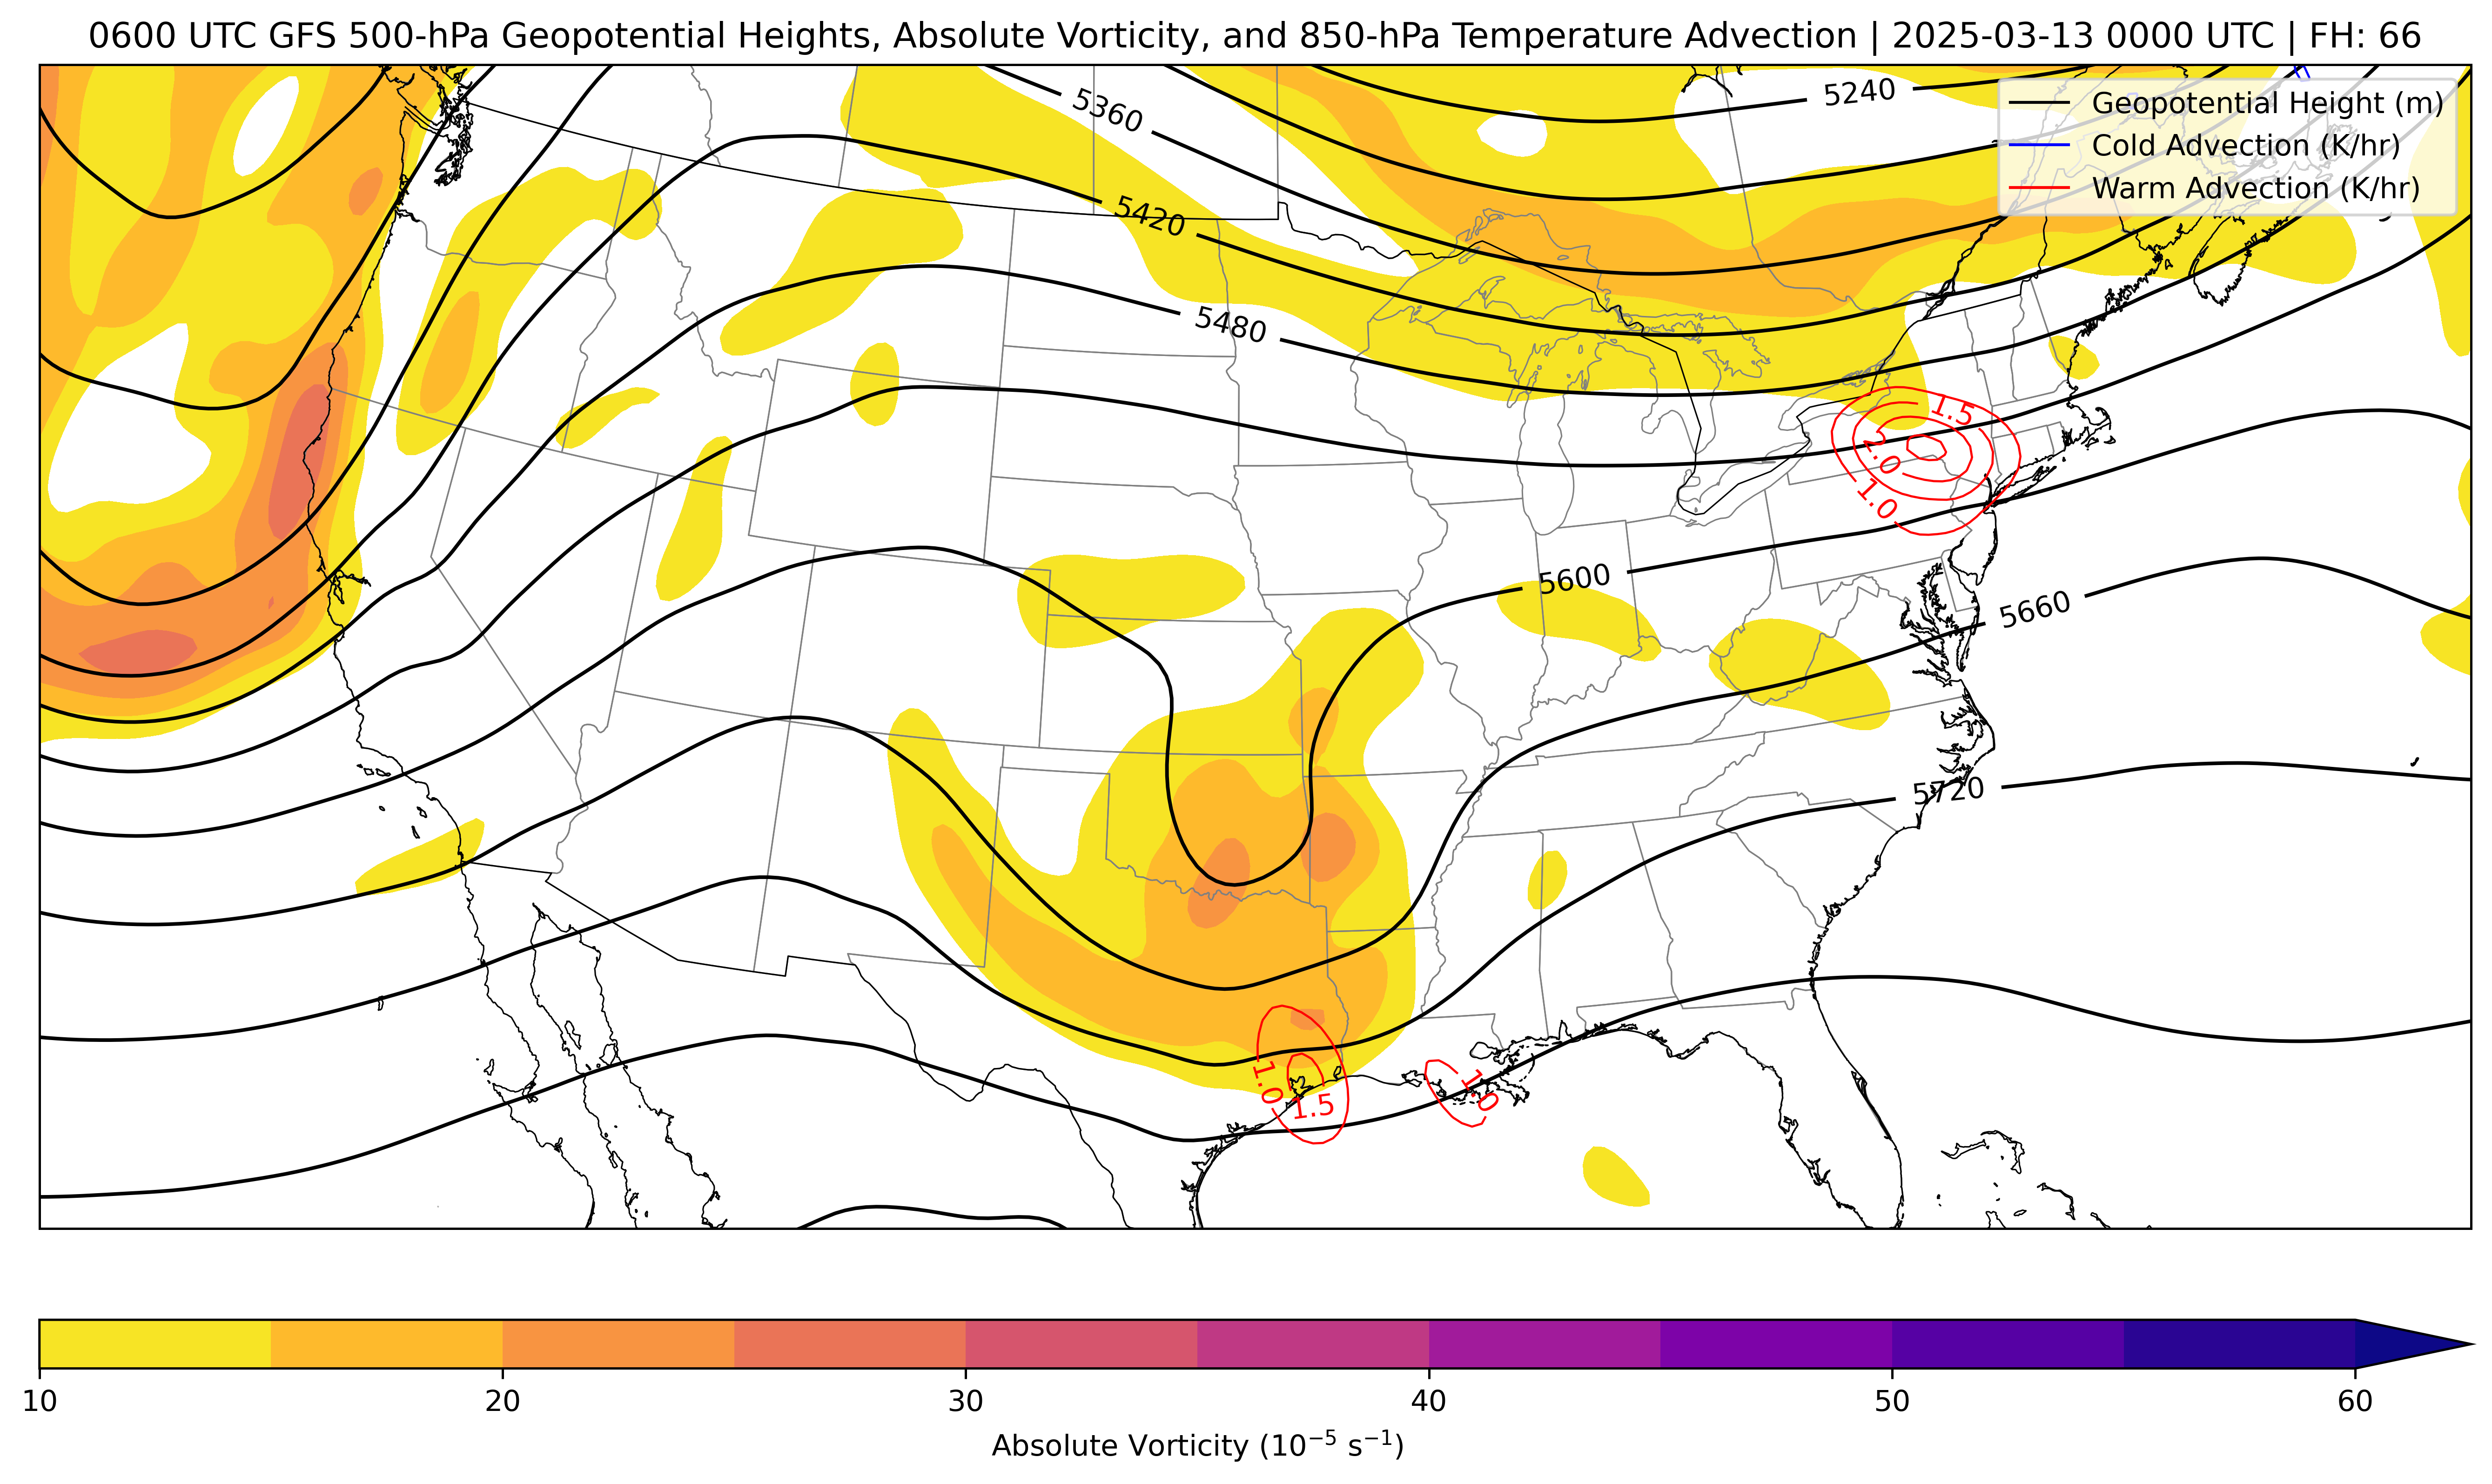 0600 UTC GFS 500-hPa Geopotential Heights, Absolute Vorticity, and 850-hPa Temperature Advection | 2025-03-13 0000 UTC | FH: 66
5240
5360
Geopotential Height (m)
Cold Advection (K/hr)
Warm Advection (K/hr)
5420
5480
1.5
2.0
1.0
5600
5660
5720
1.0
1.5
1.0
10 20 30 40 50 60
Absolute Vorticity (10⁻⁵ s⁻¹)